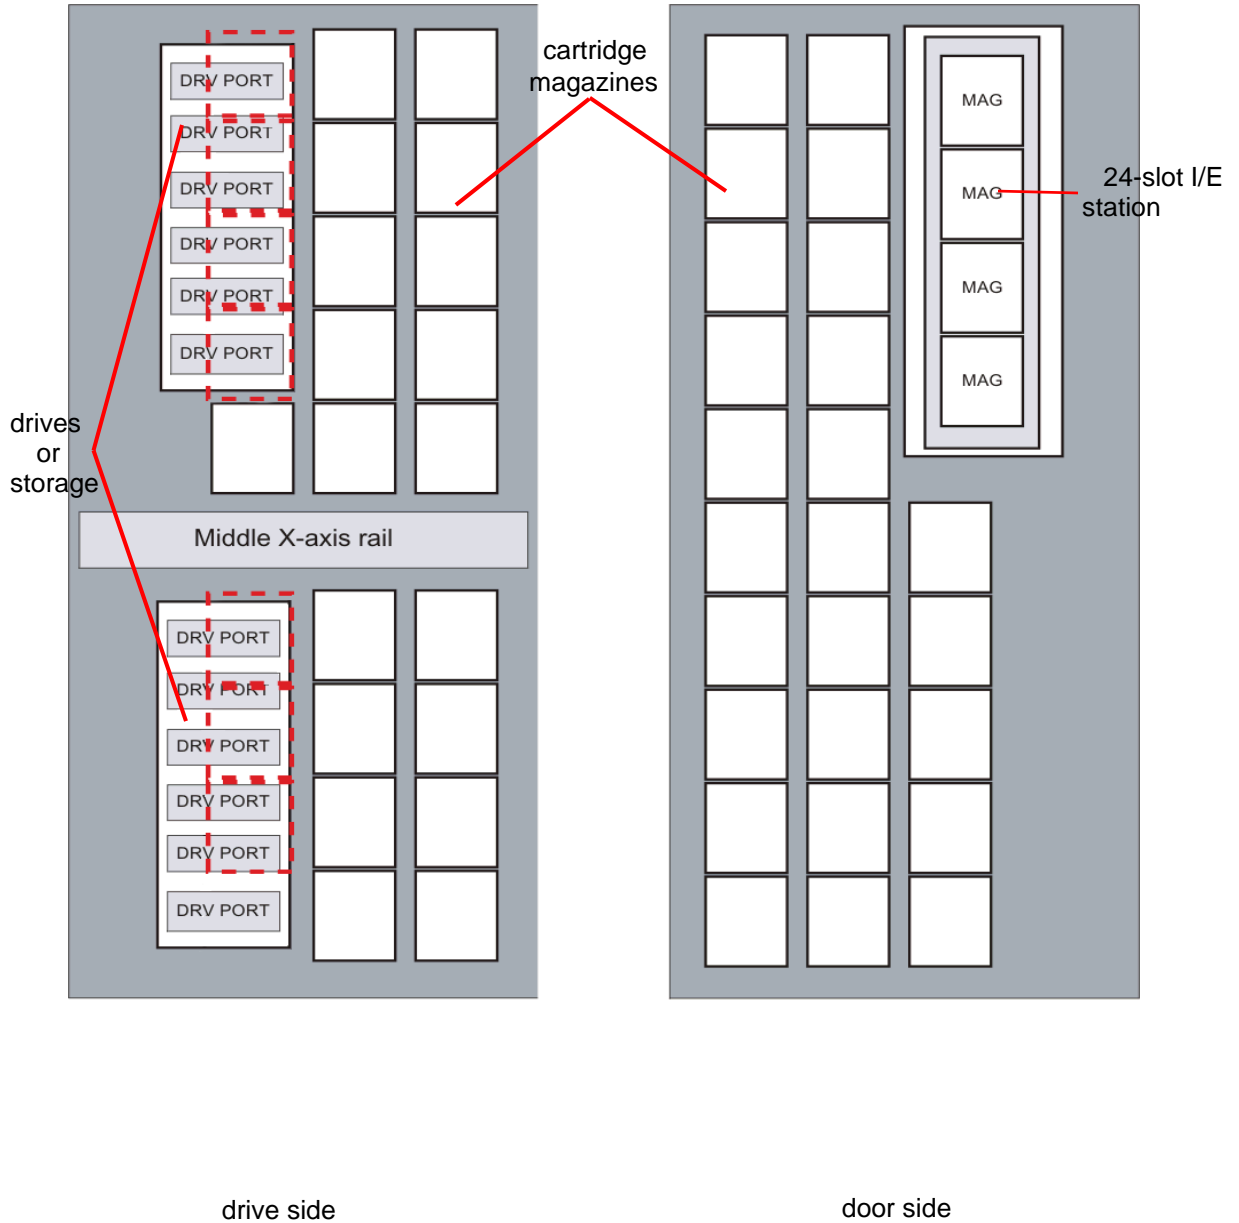 cartridge
magazines
DRV PORT
DRV PORT
DRV PORT
DRV PORT
DRV PORT
DRV PORT
MAG
MAG
MAG
MAG
24-slot I/E
station
drives
or
storage
Middle X-axis rail
DRV PORT
DRV PORT
DRV PORT
DRV PORT
DRV PORT
DRV PORT
drive side
door side